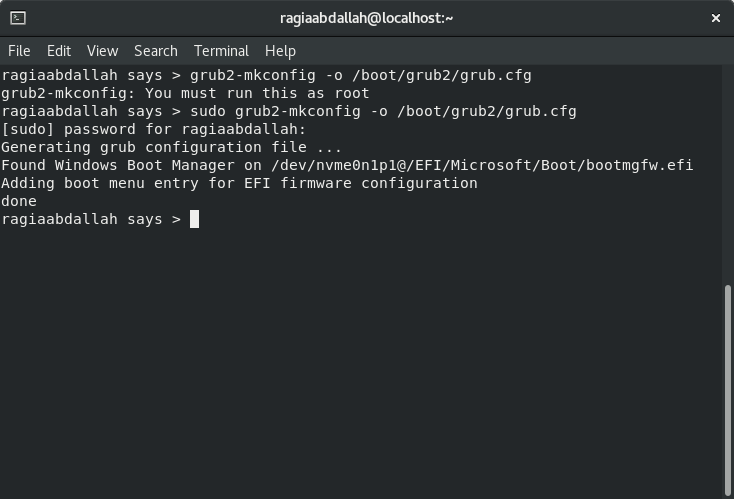 ragiaabdallah@localhost:~
File Edit View Search Terminal Help
ragiaabdallah says > grub2-mkconfig -o /boot/grub2/grub.cfg
grub2-mkconfig: You must run this as root
ragiaabdallah says > sudo grub2-mkconfig -o /boot/grub2/grub.cfg
[sudo] password for ragiaabdallah:
Generating grub configuration file ...
Found Windows Boot Manager on /dev/nvme0n1p1@/EFI/Microsoft/Boot/bootmgfw.efi
Adding boot menu entry for EFI firmware configuration
done
ragiaabdallah says >